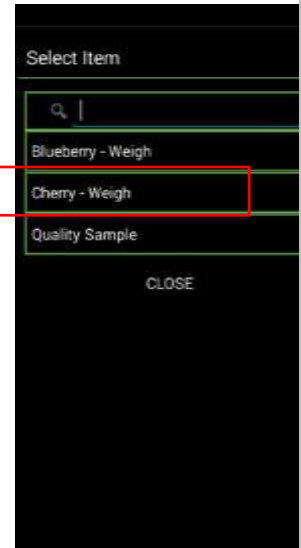 Select Item
Blueberry - Weigh
Cherry - Weigh
Quality Sample
CLOSE